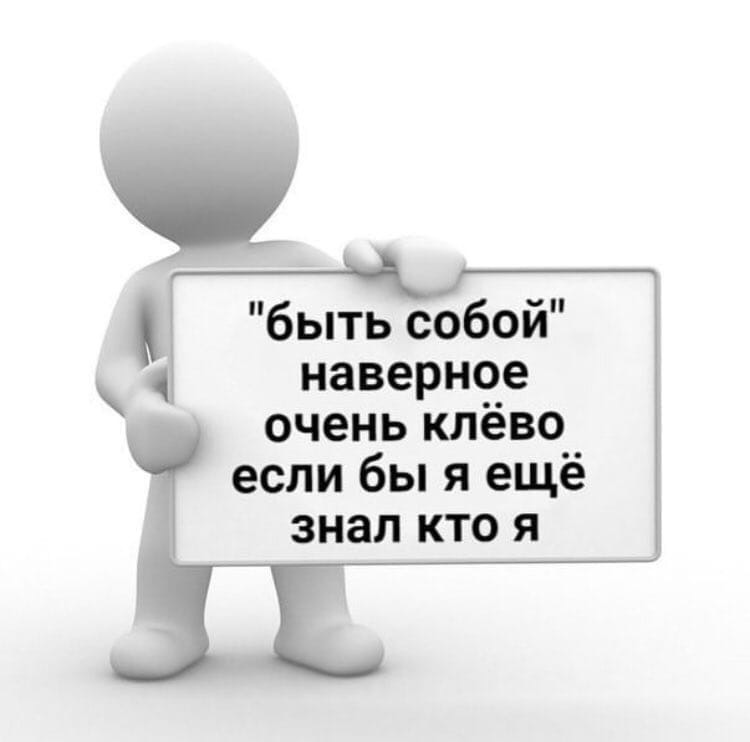 "быть собой"
наверное
очень клёво
если бы я ещё
знал кто я